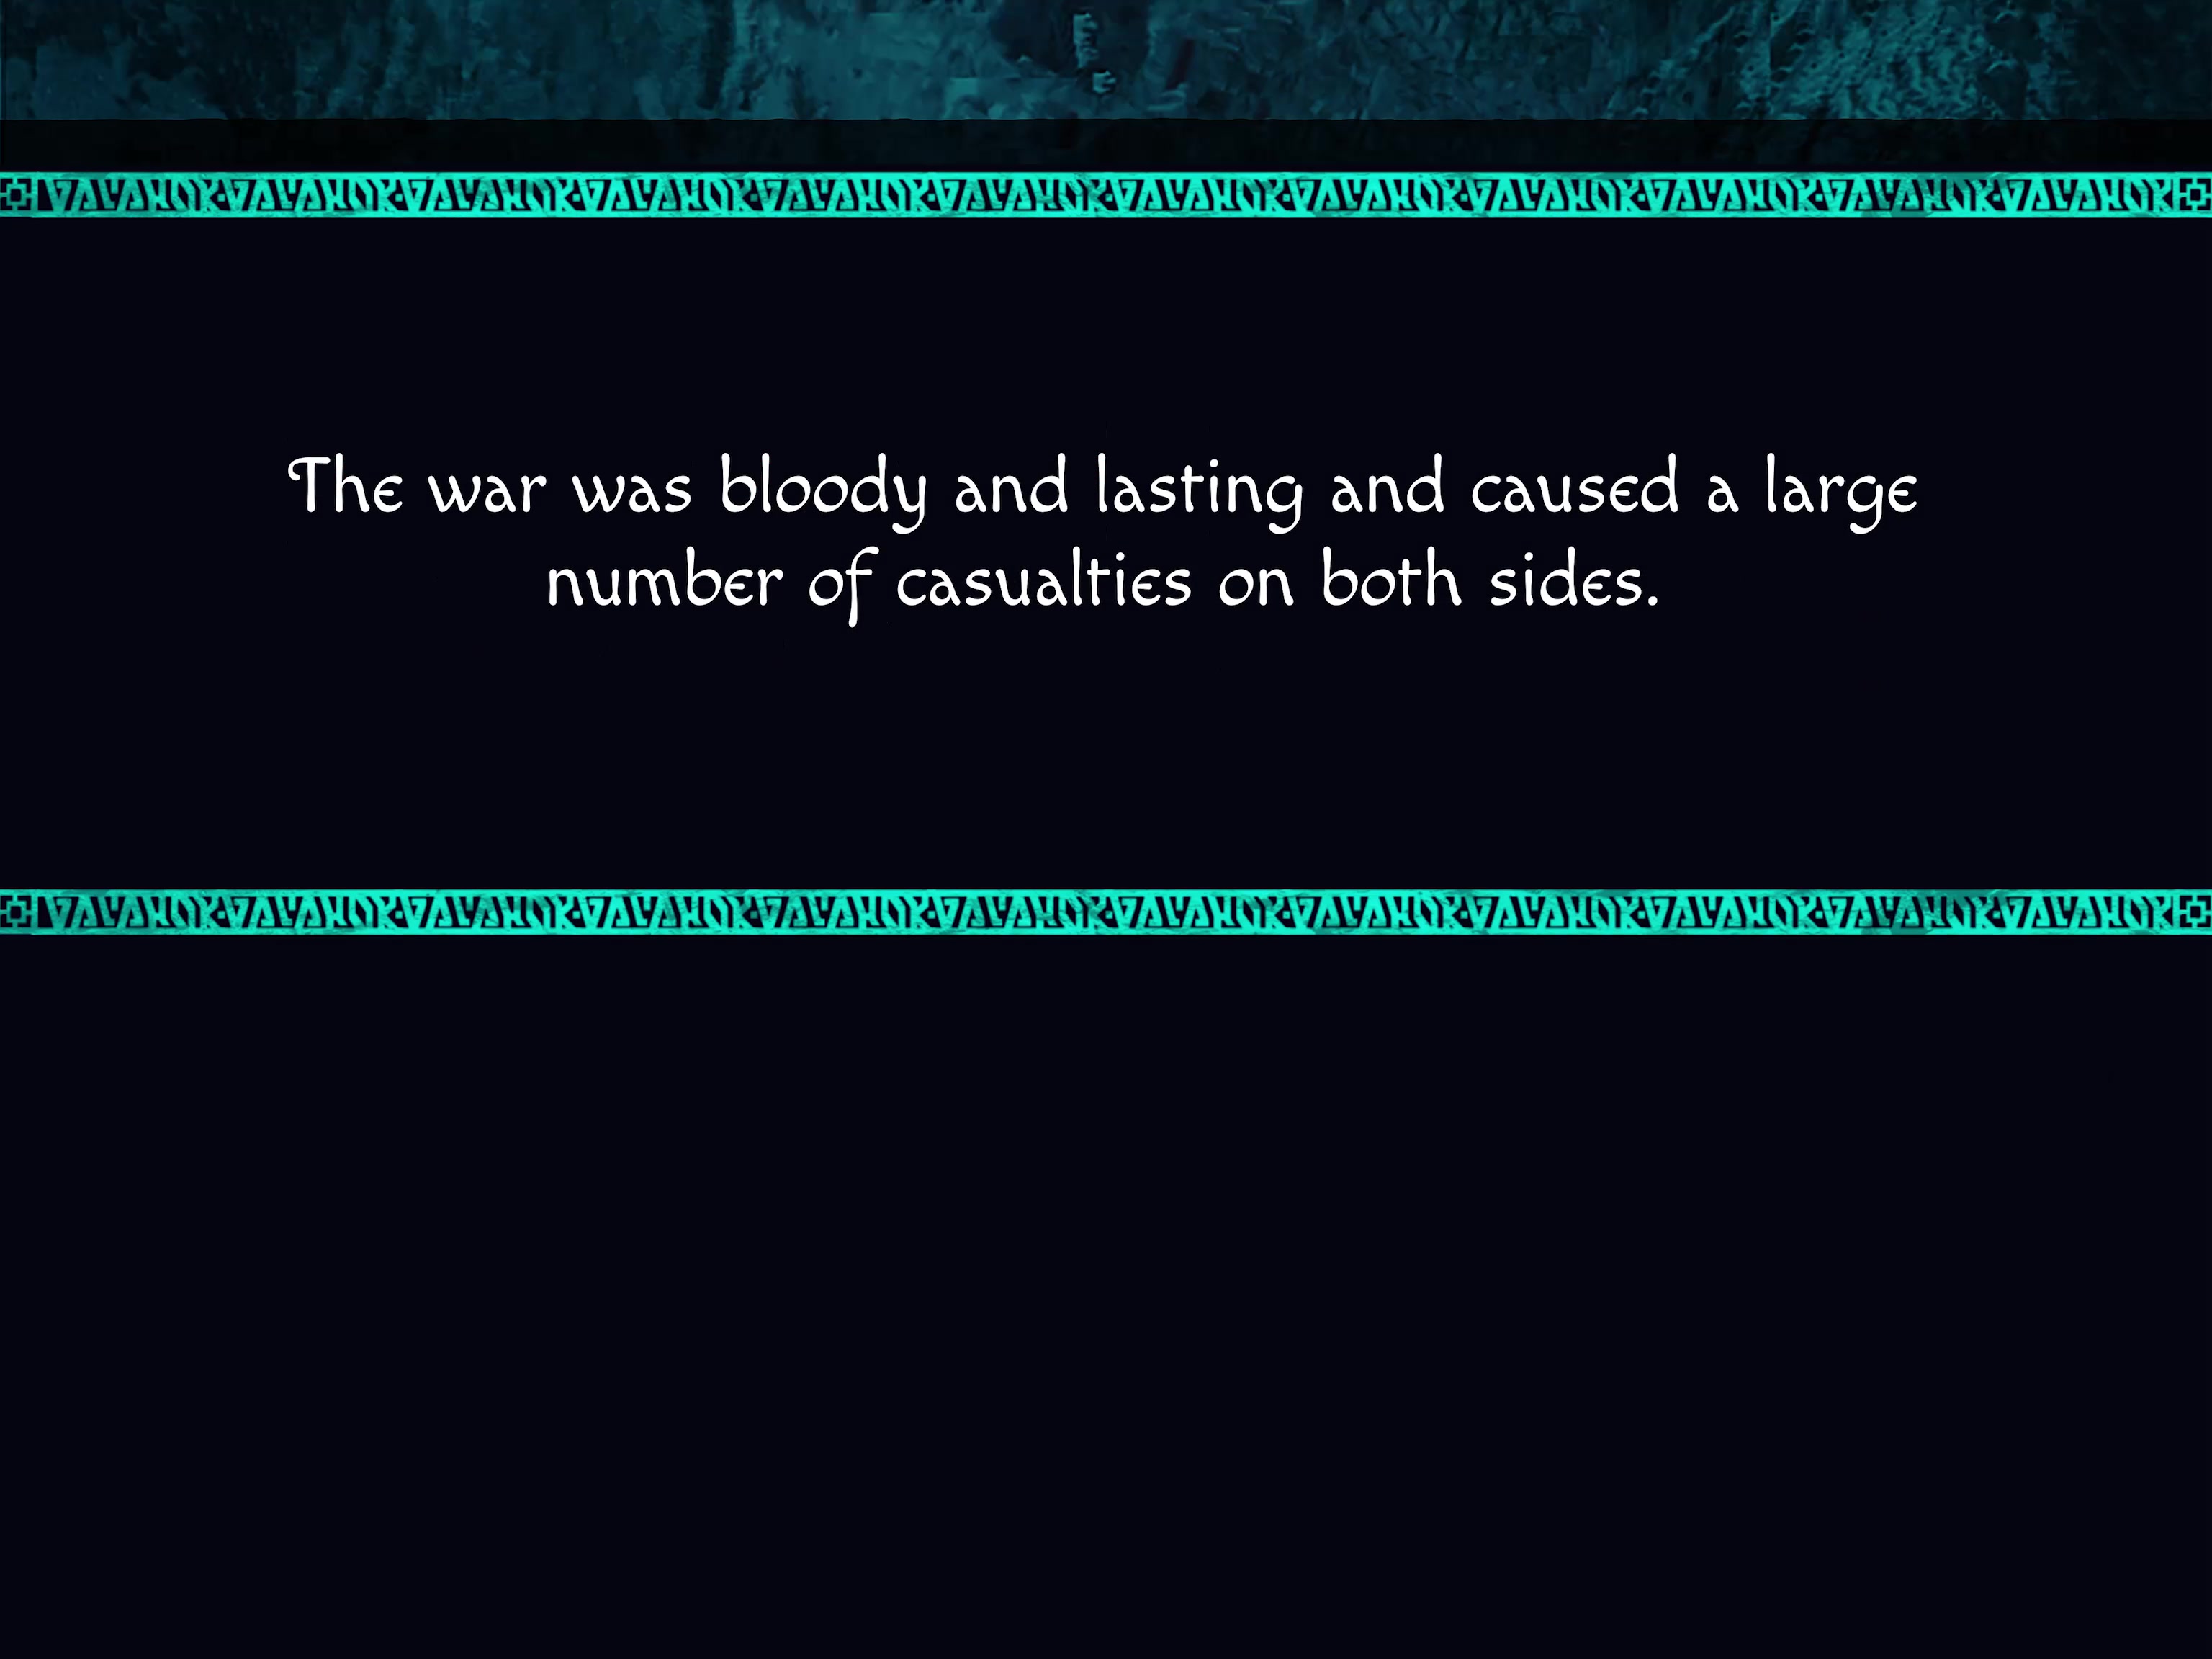 The war was bloody and lasting and caused a large
number of casualties on both sides.